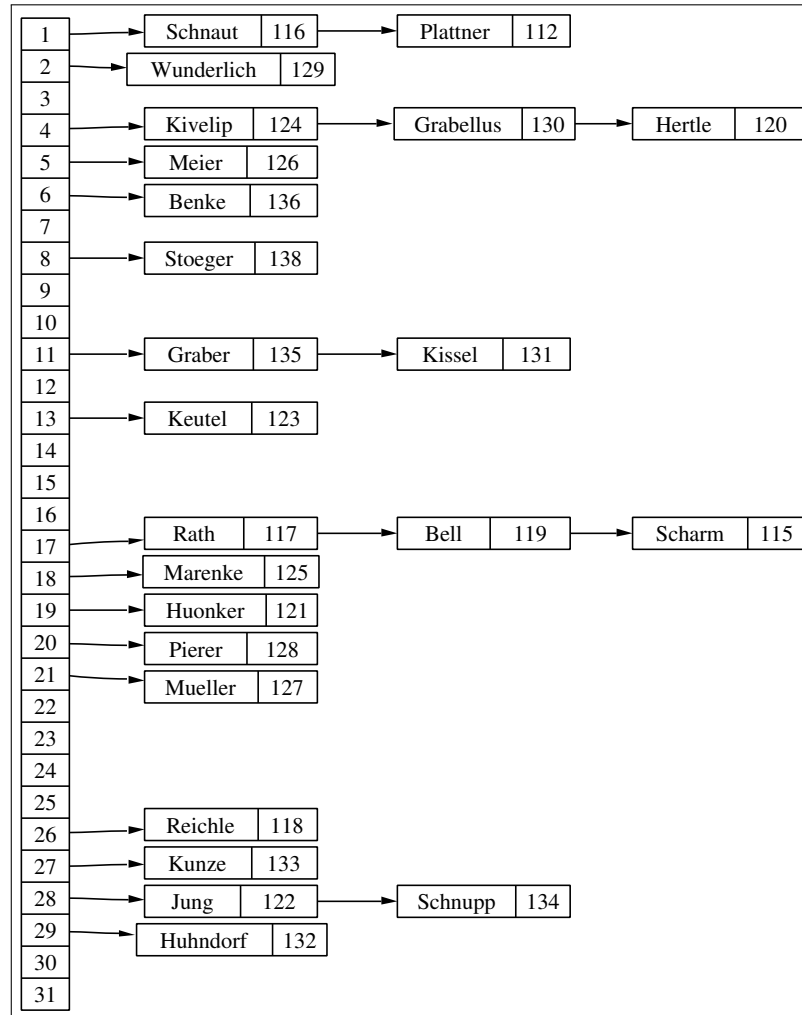 1 Schnaut 116 Plattner 112
2 Wunderlich 129
3
4 Kivelip 124 Grabellus 130 Hertle 120
5 Meier 126
6 Benke 136
7
8 Stoeger 138
9
10
11 Graber 135 Kissel 131
12
13 Keutel 123
14
15
16
17 Rath 117 Bell 119 Scharm 115
18 Marenke 125
19 Huonker 121
20 Pierer 128
21 Mueller 127
22
23
24
25
26 Reichle 118
27 Kunze 133
28 Jung 122 Schnupp 134
29 Huhndorf 132
30
31